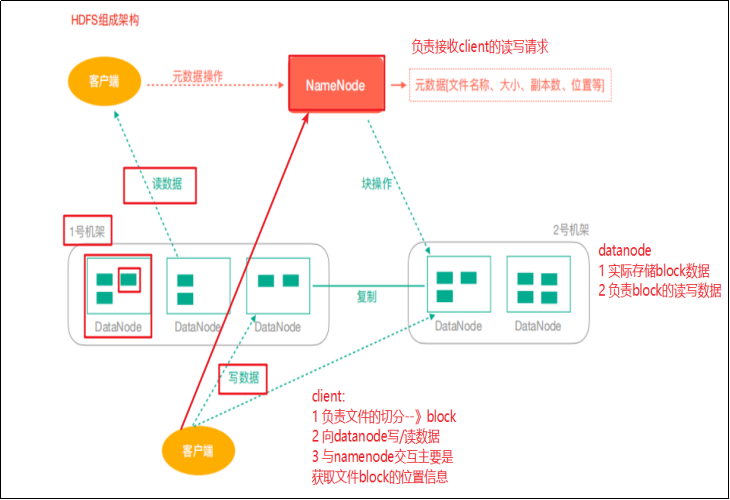 HDFS组成架构
负责接收client的读写请求
客户端
元数据操作
NameNode
元数据[文件名称、大小、副本数、位置等]
读数据
块操作
1号机架
2号机架
datanode
1 实际存储block数据
2 负责block的读写数据
复制
DataNode
DataNode
DataNode
DataNode
DataNode
写数据
client:
1 负责文件的切分--》block
2 向datanode写/读数据
3 与namenode交互主要是
获取文件block的位置信息
客户端